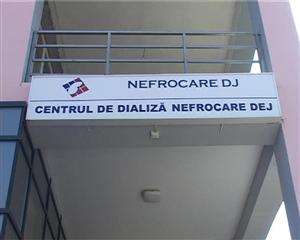 NEFROCARE DJ
CENTRUL DE DIALIZĂ NEFROCARE DEJ